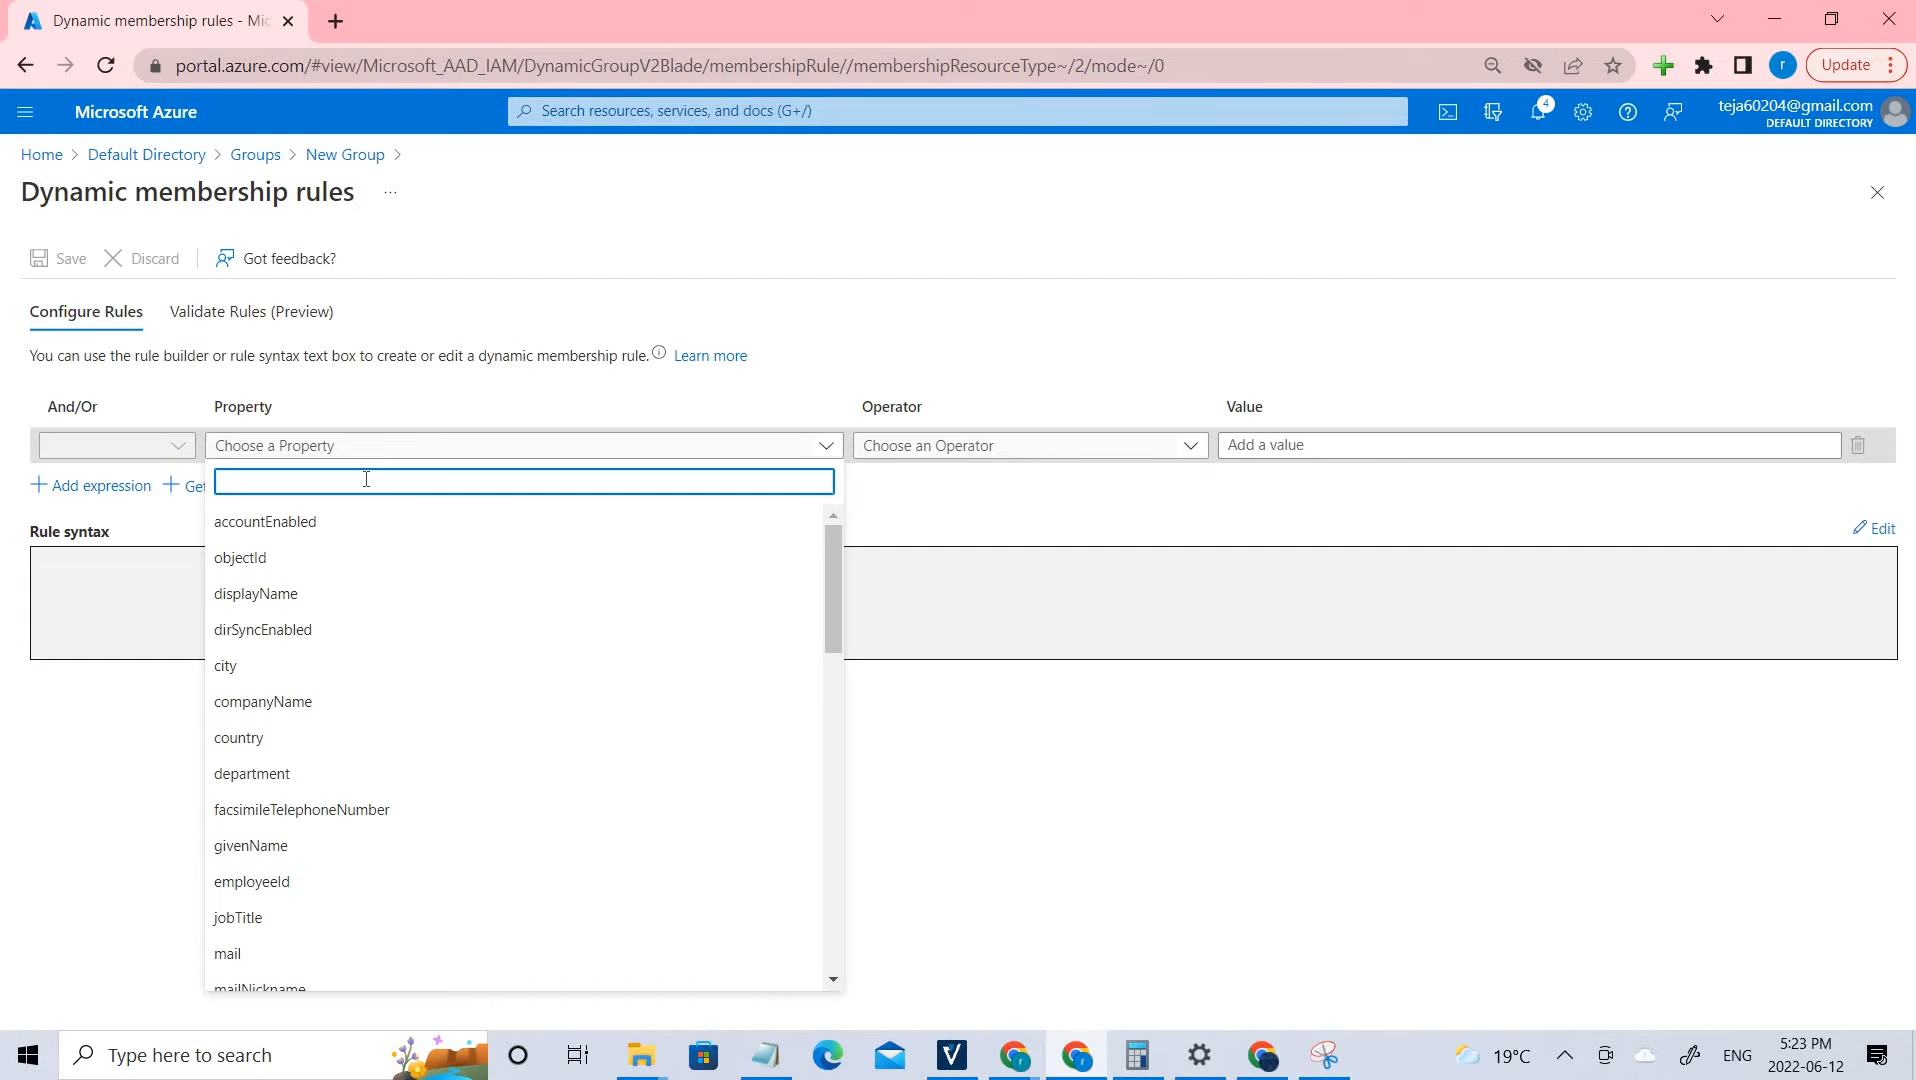 Dynamic membership rules - Mic
portal.azure.com/#view/Microsoft_AAD_IAM/DynamicGroupV2Blade/membershipRule//membershipResourceType~/2/mode~/0
r
Update
Microsoft Azure
Search resources, services, and docs (G+/)
4
teja60204@gmail.com
DEFAULT DIRECTORY
Home > Default Directory > Groups > New Group >
Dynamic membership rules ...
Save
Discard
Got feedback?
Configure Rules
Validate Rules (Preview)
You can use the rule builder or rule syntax text box to create or edit a dynamic membership rule. Learn more
And/Or
Property
Operator
Value
Choose a Property
Choose an Operator
Add a value
+ Add expression
+ Get
Rule syntax
Edit
accountEnabled
objectId
displayName
dirSyncEnabled
city
companyName
country
department
facsimileTelephoneNumber
givenName
employeeId
jobTitle
mail
mailNickname
Type here to search
19°C
ENG
5:23 PM
2022-06-12